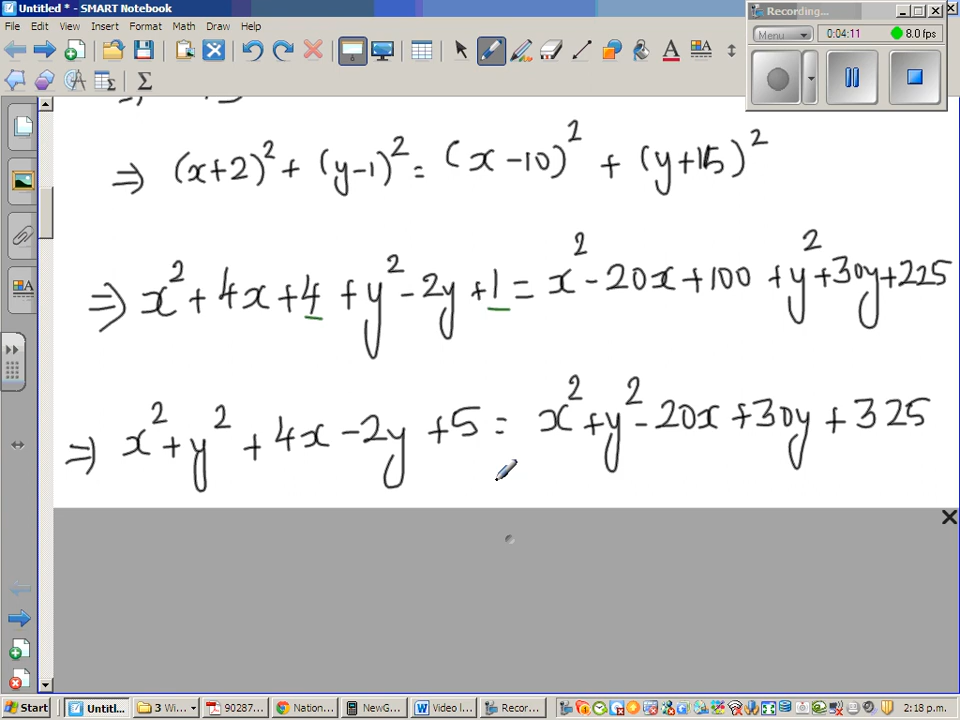 Untitled * - SMART Notebook
Recording...
File Edit View Insert Format Math Draw Help
Menu 0:04:11 8.0 fps
⇒ (x+2)² + (y-1)² = (x-10)² + (y+15)²
⇒ x² + 4x + 4 + y² - 2y + 1 = x² - 20x + 100 + y² + 30y + 225
⇒ x² + y² + 4x - 2y + 5 = x² + y² - 20x + 30y + 325
Start Untitl... 3 Wi... 90287... Nation... NewG... Video l... Recor... 2:18 p.m.